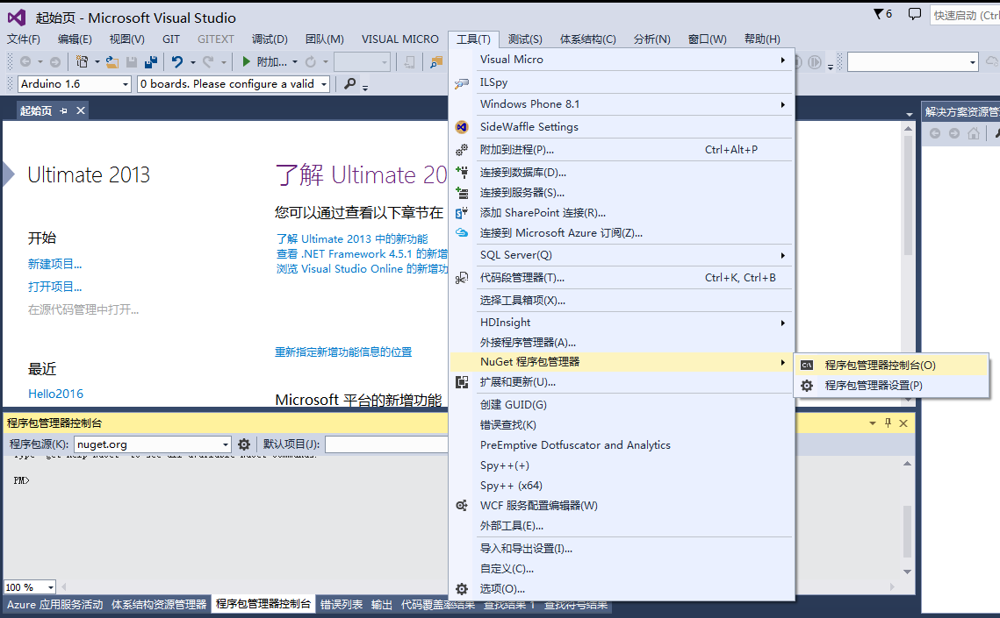 起始页 - Microsoft Visual Studio
6
快速启动 (Ctrl
文件(F) 编辑(E) 视图(V) GIT GITEXT 调试(D) 团队(M) VISUAL MICRO 工具(T) 测试(S) 体系结构(C) 分析(N) 窗口(W) 帮助(H)
附加...
Arduino 1.6
0 boards. Please configure a valid
起始页
Ultimate 2013
开始
新建项目...
打开项目...
在源代码管理中打开...
最近
Hello2016
了解 Ultimate 20
您可以通过查看以下章节在
了解 Ultimate 2013 中的新功能
查看 .NET Framework 4.5.1 的新增
浏览 Visual Studio Online 的新增功
重新指定新增功能信息的位置
Microsoft 平台的新增功能
Visual Micro
ILSpy
Windows Phone 8.1
SideWaffle Settings
附加到进程(P)... Ctrl+Alt+P
连接到数据库(D)...
连接到服务器(S)...
添加 SharePoint 连接(R)...
连接到 Microsoft Azure 订阅(Z)...
SQL Server(Q)
代码段管理器(T)... Ctrl+K, Ctrl+B
选择工具箱项(X)...
HDInsight
外接程序管理器(A)...
NuGet 程序包管理器
扩展和更新(U)...
创建 GUID(G)
错误查找(K)
PreEmptive Dotfuscator and Analytics
Spy++(+)
Spy++ (x64)
WCF 服务配置编辑器(W)
外部工具(E)...
导入和导出设置(I)...
自定义(C)...
选项(O)...
程序包管理器控制台(O)
程序包管理器设置(P)
解决方案资源管
程序包管理器控制台
程序包源(K): nuget.org 默认项目(J):
PM>
100 %
Azure 应用服务活动 体系结构资源管理器 程序包管理器控制台 错误列表 输出 代码覆盖率结果 查找结果 1 查找符号结果